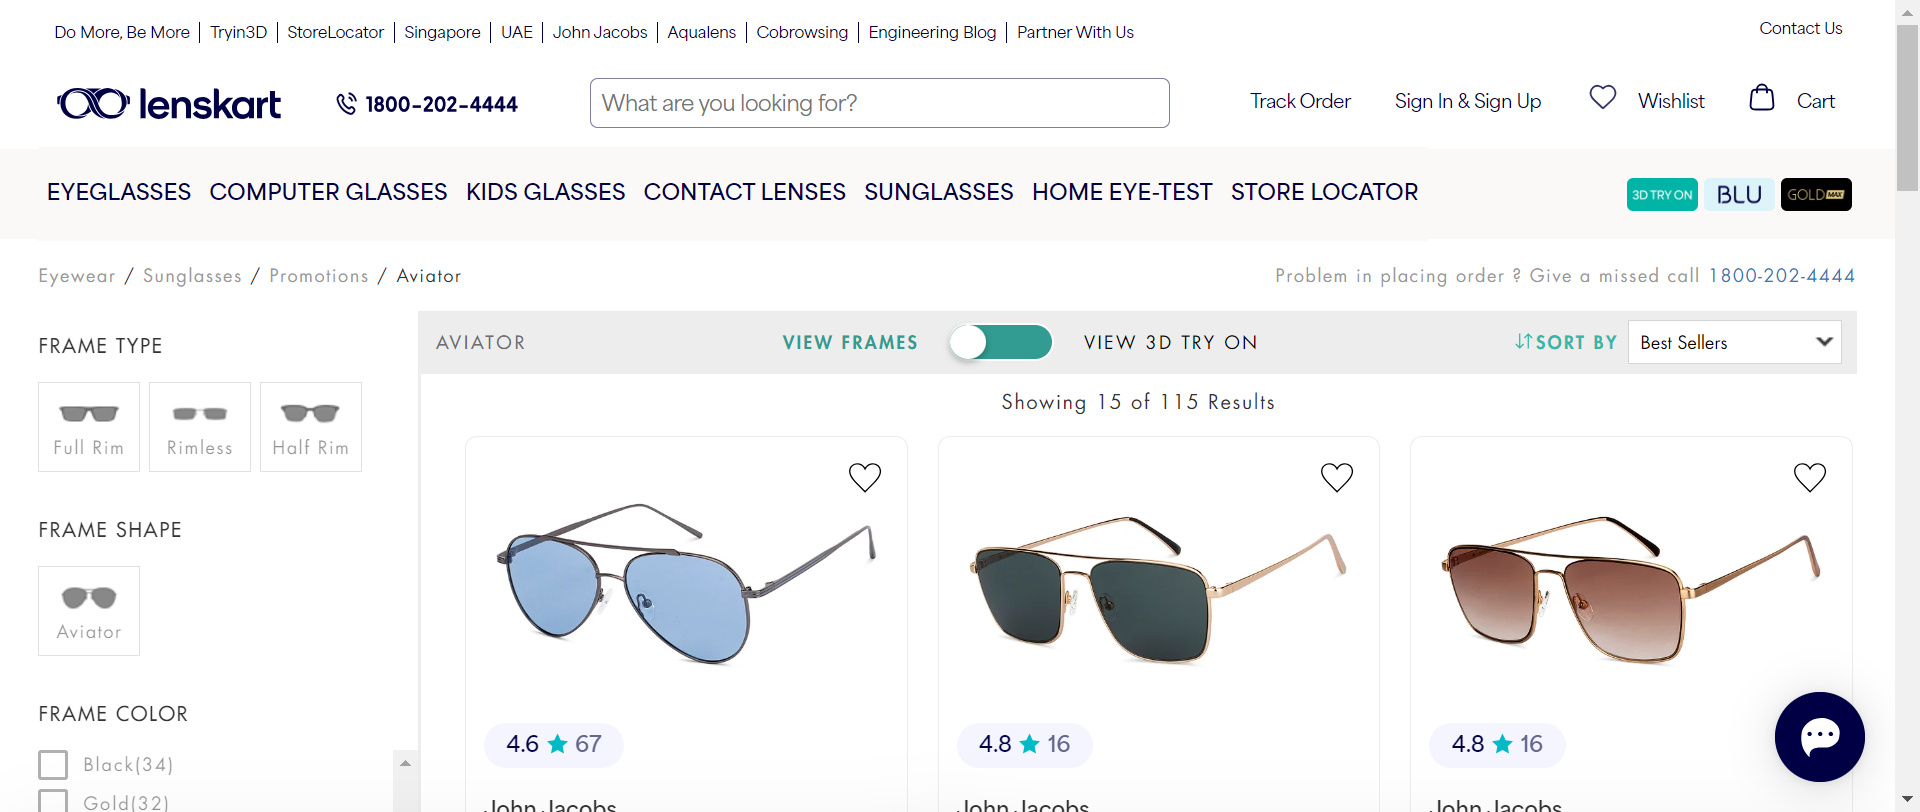 Do More, Be More | Tryin3D | StoreLocator | Singapore | UAE | John Jacobs | Aqualens | Cobrowsing | Engineering Blog | Partner With Us
Contact Us
lenskart
1800-202-4444
What are you looking for?
Track Order
Sign In & Sign Up
Wishlist
Cart
EYEGLASSES COMPUTER GLASSES KIDS GLASSES CONTACT LENSES SUNGLASSES HOME EYE-TEST STORE LOCATOR
3D TRY ON
BLU
GOLD MAX
Eyewear / Sunglasses / Promotions / Aviator
Problem in placing order ? Give a missed call 1800-202-4444
FRAME TYPE
Full Rim
Rimless
Half Rim
FRAME SHAPE
Aviator
FRAME COLOR
Black(34)
Gold(32)
AVIATOR
VIEW FRAMES
VIEW 3D TRY ON
SORT BY
Best Sellers
Showing 15 of 115 Results
4.6 ★ 67
John Jacobs
4.8 ★ 16
John Jacobs
4.8 ★ 16
John Jacobs